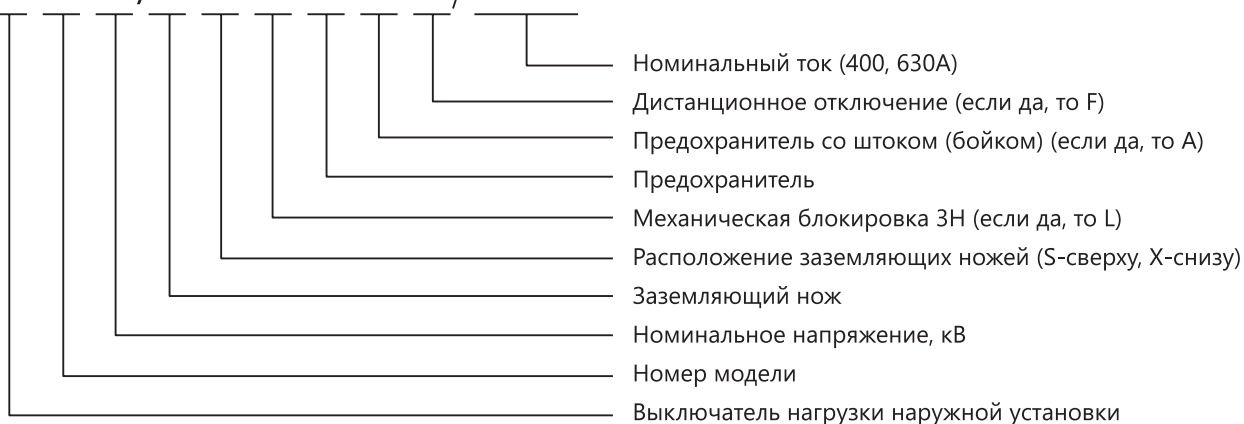 Номинальный ток (400, 630А)
Дистанционное отключение (если да, то F)
Предохранитель со штоком (бойком) (если да, то А)
Предохранитель
Механическая блокировка ЗН (если да, то L)
Расположение заземляющих ножей (S-сверху, X-снизу)
Заземляющий нож
Номинальное напряжение, кВ
Номер модели
Выключатель нагрузки наружной установки